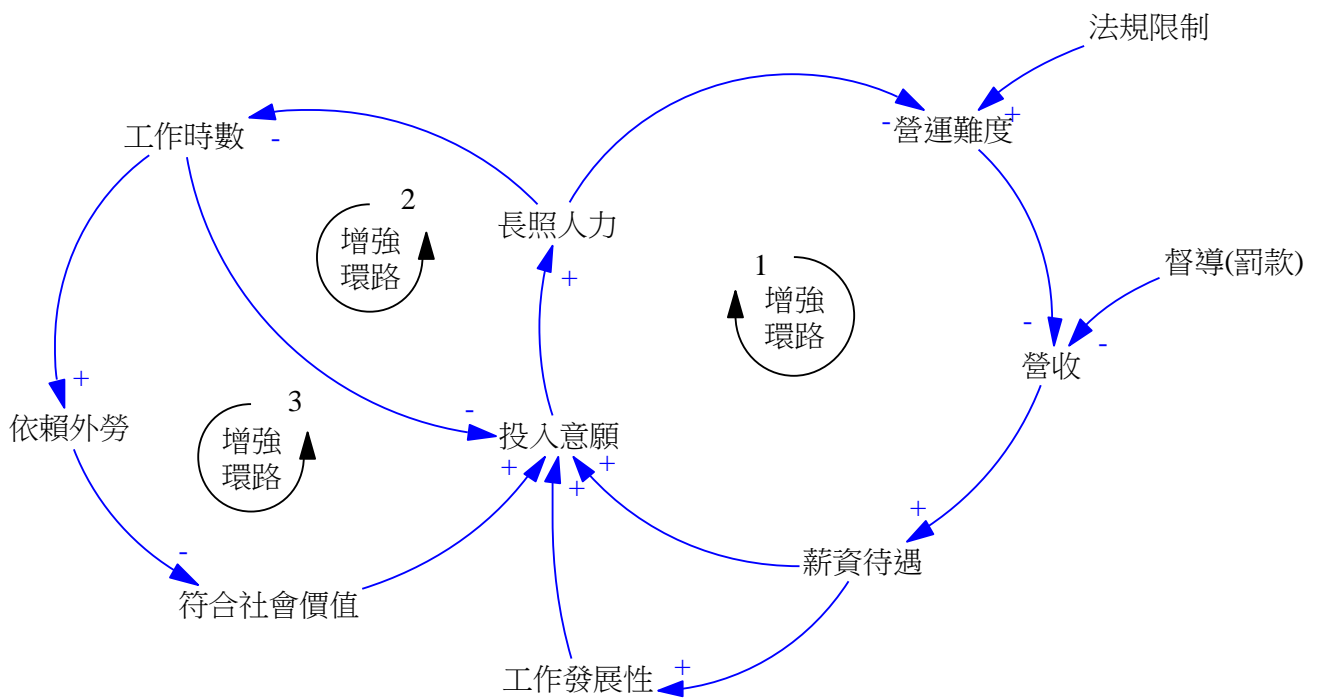 法規限制
-
+
營運難度
工作時數
-
2
增強
環路
長照人力
+
1
增強
環路
督導(罰款)
-
-
營收
+
依賴外勞
3
增強
環路
-
投入意願
+
+
+
+
-
薪資待遇
符合社會價值
+
工作發展性